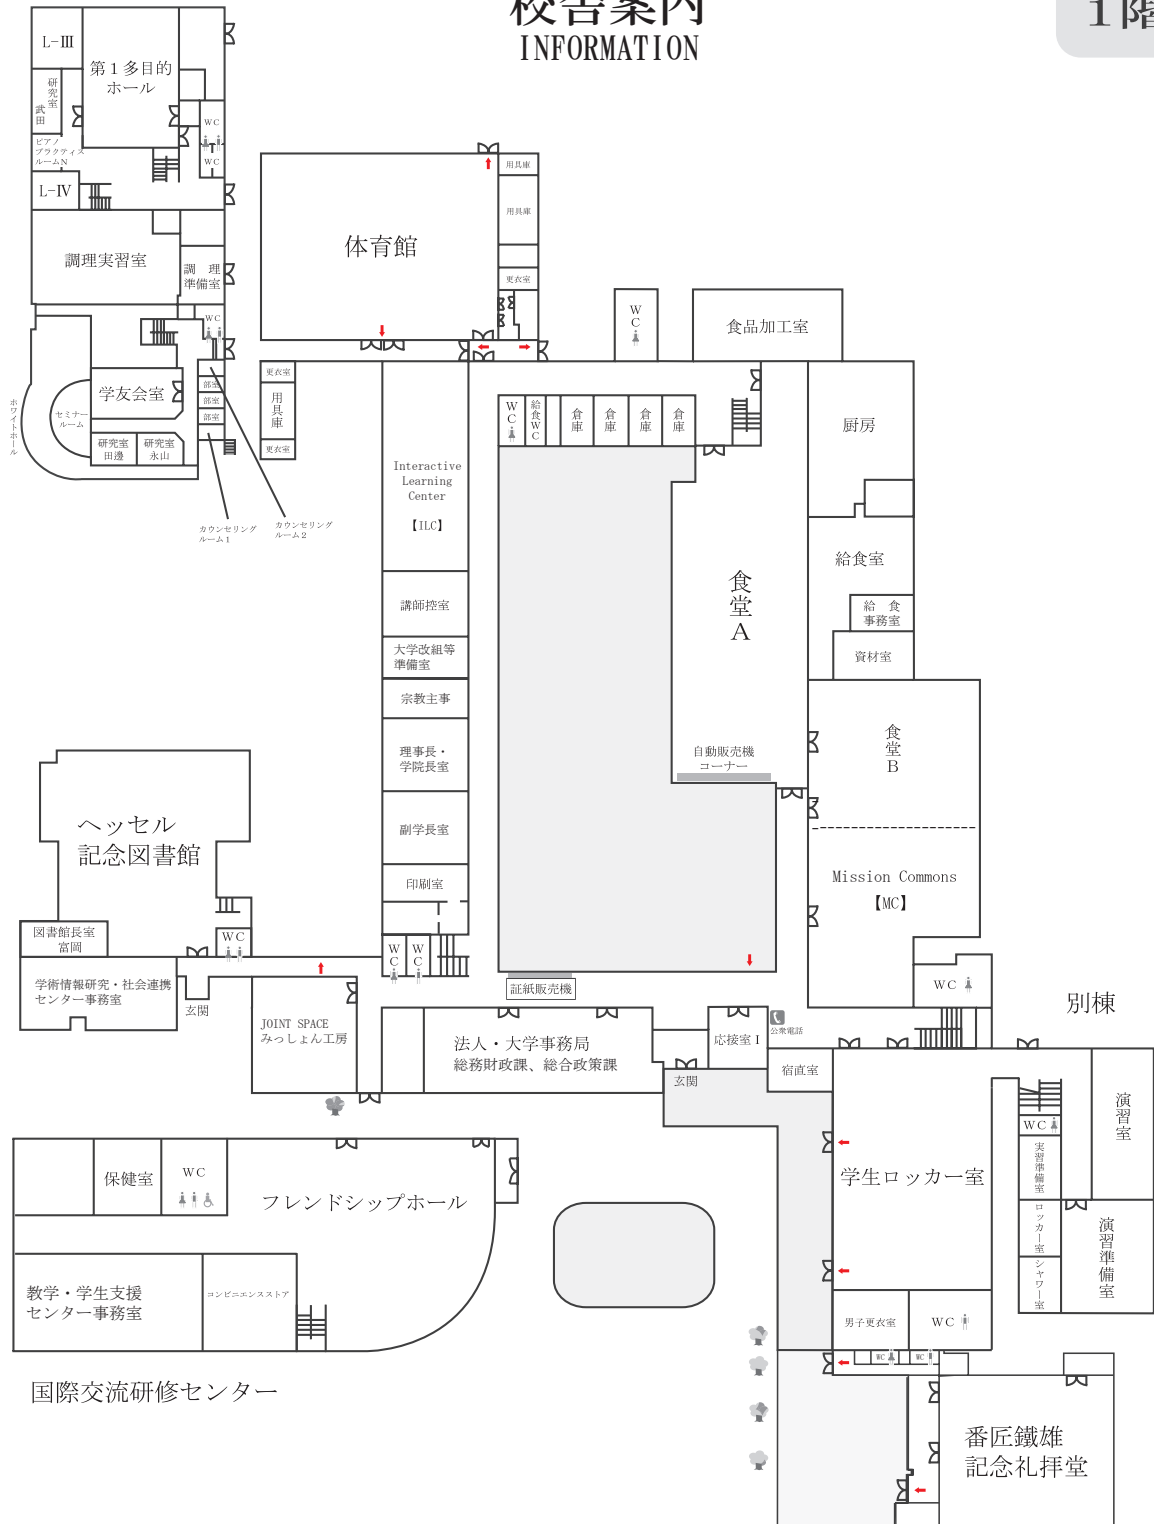 校舎案内
INFORMATION
1階
L-Ⅲ
第1多目的
ホール
研究室
武田
WC
WC
ピアノ
プラクティス
ルームN
L-Ⅳ
調理実習室
調 理
準備室
WC
学友会室
部室
部室
部室
セミナー
ルーム
ホワイトホール
研究室
田邊
研究室
永山
カウンセリング
ルーム1
カウンセリング
ルーム2
体育館
用具庫
用具庫
更衣室
更衣室
用具庫
更衣室
WC
食品加工室
WC
給食WC
倉庫
倉庫
倉庫
倉庫
厨房
Interactive
Learning
Center
【ILC】
給食室
給 食
事務室
資材室
食堂A
講師控室
大学改組等
準備室
宗教主事
理事長・
学院長室
副学長室
印刷室
WC
WC
自動販売機
コーナー
食堂B
Mission Commons
【MC】
WC
別棟
ヘッセル
記念図書館
図書館長室
富岡
WC
学術情報研究・社会連携
センター事務室
玄関
JOINT SPACE
みっしょん工房
証紙販売機
法人・大学事務局
総務財政課、総合政策課
応接室Ⅰ
公衆電話
玄関
宿直室
演習室
WC
実習準備室
ロッカー室
シャワー室
演習準備室
学生ロッカー室
男子更衣室
WC
WC
WC
保健室
WC
フレンドシップホール
教学・学生支援
センター事務室
コンビニエンスストア
国際交流研修センター
番匠鐵雄
記念礼拝堂